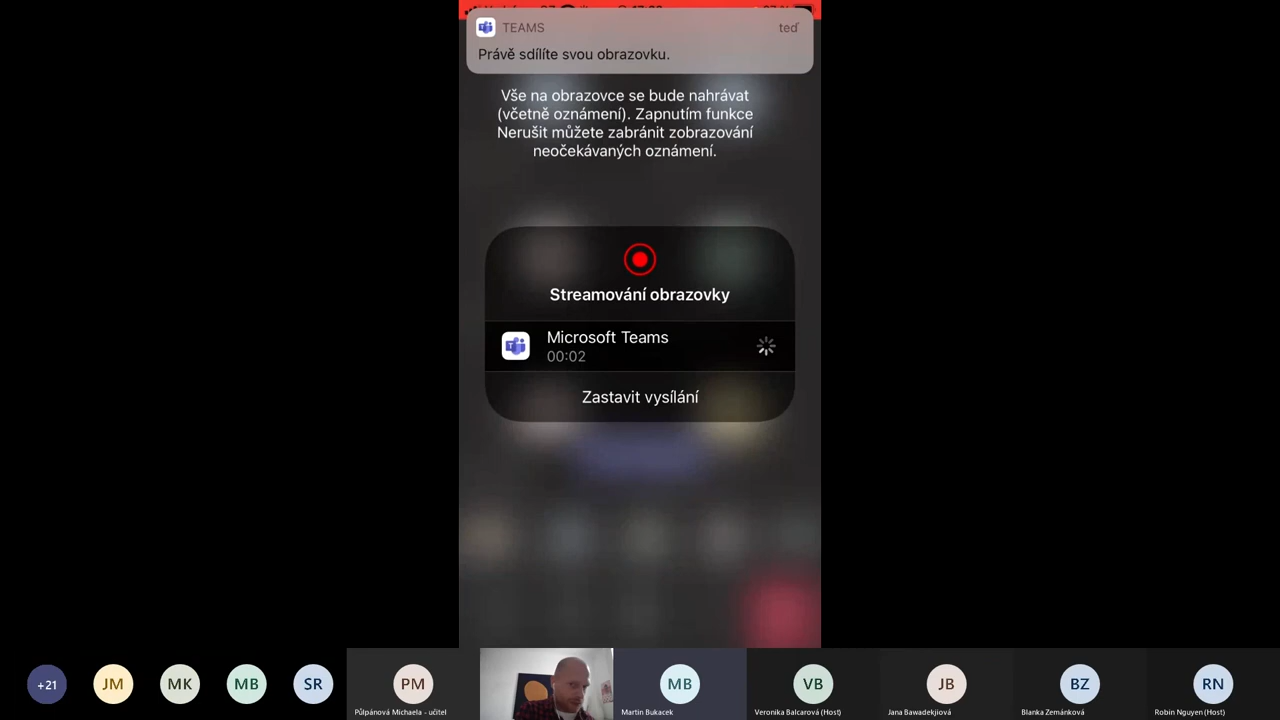 TEAMS
teď
Právě sdílíte svou obrazovku.
Vše na obrazovce se bude nahrávat
(včetně oznámení). Zapnutím funkce
Nerušit můžete zabránit zobrazování
neočekávaných oznámení.
Streamování obrazovky
Microsoft Teams
00:02
Zastavit vysílání
+21
JM
MK
MB
SR
PM
MB
VB
JB
BZ
RN
Půlpánová Michaela - učitel
Martin Bukacek
Veronika Balcarová (Host)
Jana Bawadekjiová
Blanka Zemánková
Robin Nguyen (Host)